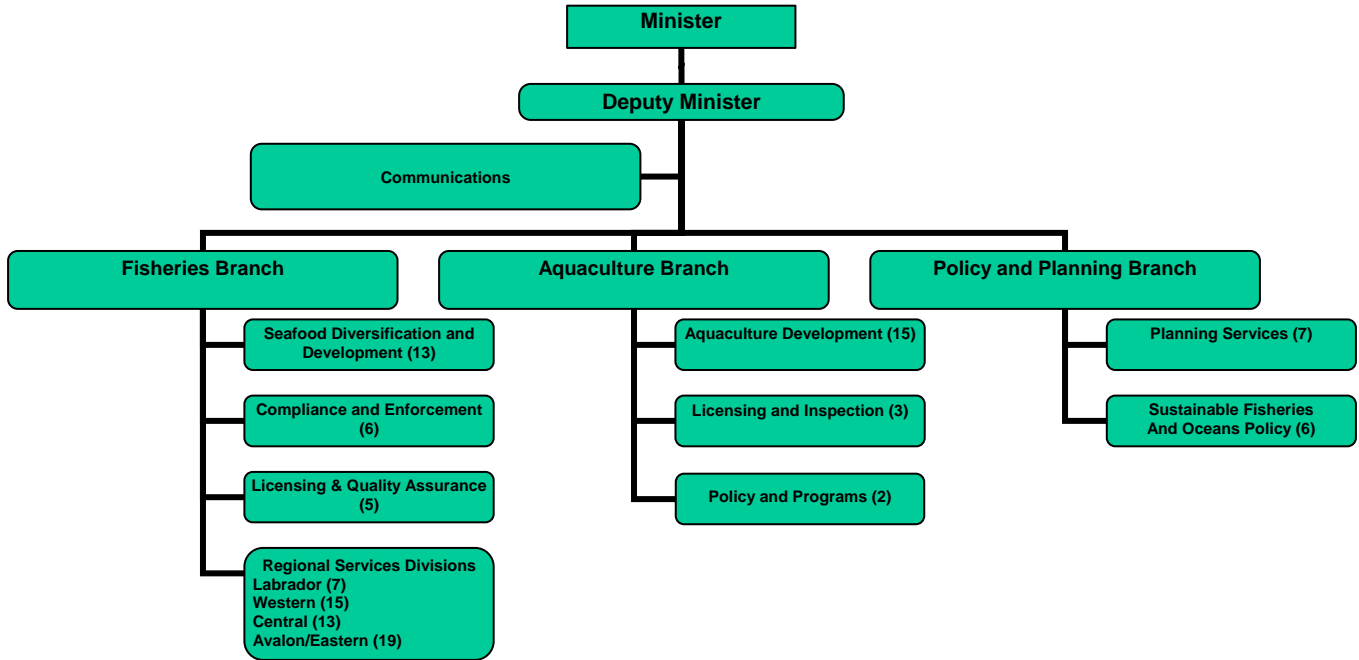 Minister
Deputy Minister
Communications
Fisheries Branch
Aquaculture Branch
Policy and Planning Branch
Seafood Diversification and
Development (13)
Compliance and Enforcement
(6)
Licensing & Quality Assurance
(5)
Regional Services Divisions
Labrador (7)
Western (15)
Central (13)
Avalon/Eastern (19)
Aquaculture Development (15)
Licensing and Inspection (3)
Policy and Programs (2)
Planning Services (7)
Sustainable Fisheries
And Oceans Policy (6)